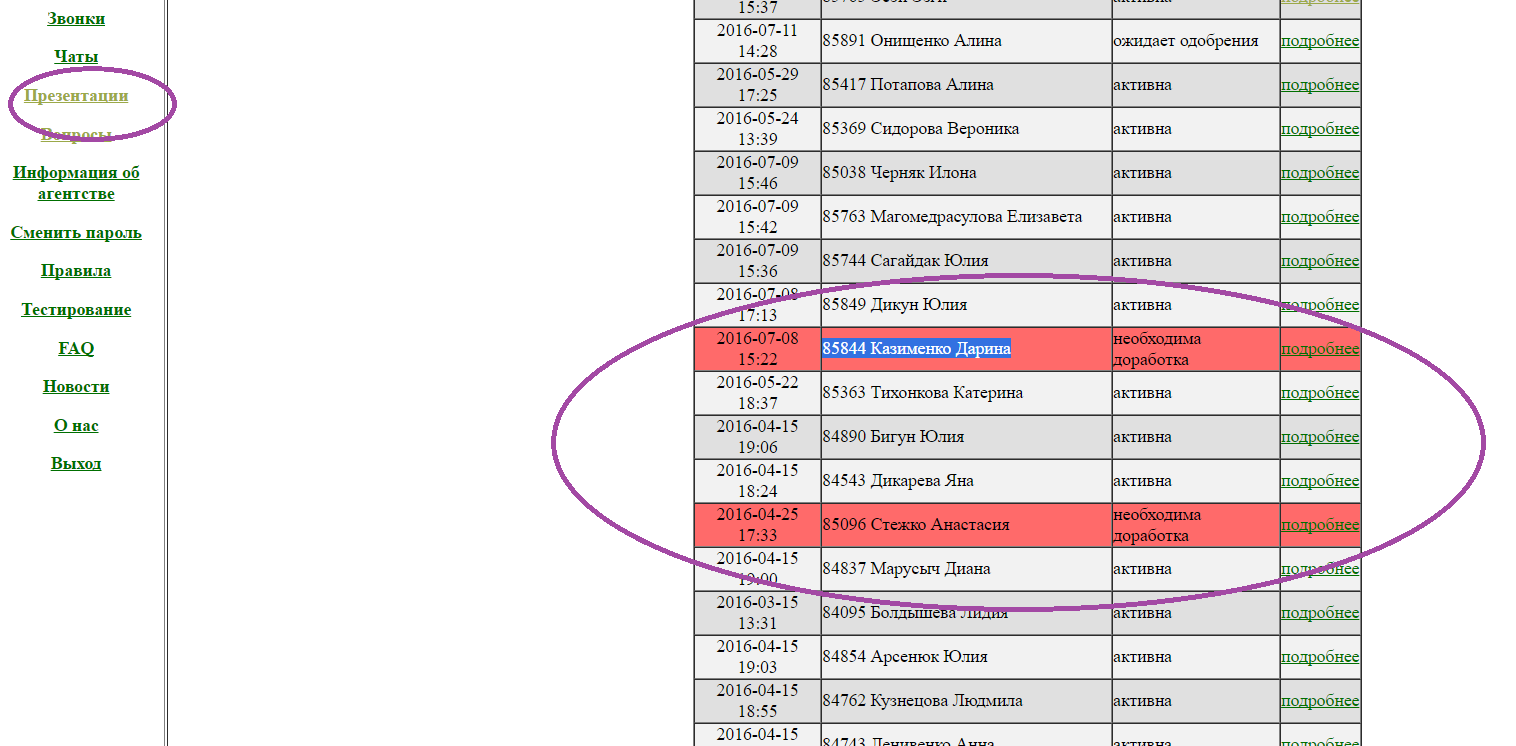 Звонки
Чаты
Презентации
Вопросы
Информация об
агентстве
Сменить пароль
Правила
Тестирование
FAQ
Новости
О нас
Выход
15:37
2016-07-11
14:28
85891 Онищенко Алина
ожидает одобрения
подробнее
2016-05-29
17:25
85417 Потапова Алина
активна
подробнее
2016-05-24
13:39
85369 Сидорова Вероника
активна
подробнее
2016-07-09
15:46
85038 Черняк Илона
активна
подробнее
2016-07-09
15:42
85763 Магомедрасулова Елизавета
активна
подробнее
2016-07-09
15:36
85744 Сагайдак Юлия
активна
подробнее
2016-07-08
17:13
85849 Дикун Юлия
активна
подробнее
2016-07-08
15:22
85844 Казименко Дарина
необходима
доработка
подробнее
2016-05-22
18:37
85363 Тихонкова Катерина
активна
подробнее
2016-04-15
19:06
84890 Бигун Юлия
активна
подробнее
2016-04-15
18:24
84543 Дикарева Яна
активна
подробнее
2016-04-25
17:33
85096 Стежко Анастасия
необходима
доработка
подробнее
2016-04-15
19:00
84837 Марусыч Диана
активна
подробнее
2016-03-15
13:31
84095 Болдышева Лидия
активна
подробнее
2016-04-15
19:03
84854 Арсенюк Юлия
активна
подробнее
2016-04-15
18:55
84762 Кузнецова Людмила
активна
подробнее
2016-04-15
84743 Денивенко Анна
активна
подробнее